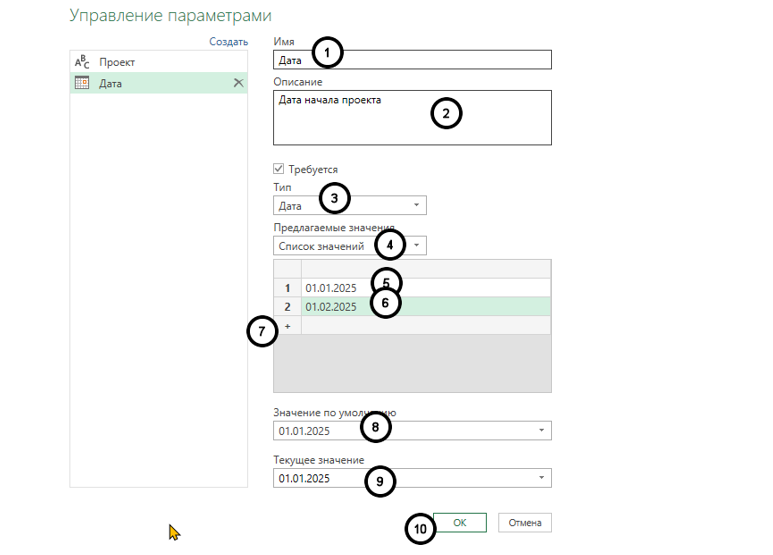 Управление параметрами
Создать
ABC Проект
Дата
Имя
1
Дата
Описание
Дата начала проекта
2
Требуется
Тип
3
Дата
Предлагаемые значения
Список значений
4
1 01.01.2025 5
2 01.02.2025 6
7 +
Значение по умолчанию
01.01.2025 8
Текущее значение
01.01.2025 9
10 ОК Отмена